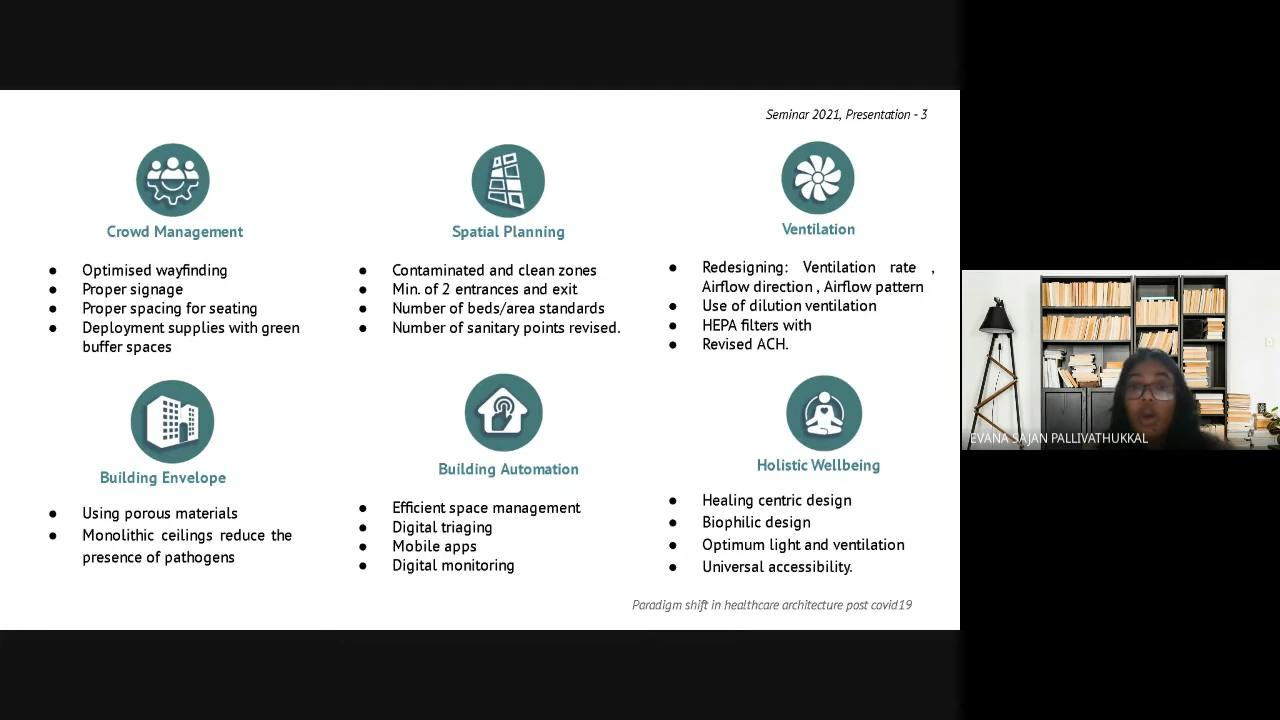 Seminar 2021, Presentation - 3
Crowd Management
● Optimised wayfinding
● Proper signage
● Proper spacing for seating
● Deployment supplies with green
buffer spaces
Spatial Planning
● Contaminated and clean zones
● Min. of 2 entrances and exit
● Number of beds/area standards
● Number of sanitary points revised.
Ventilation
● Redesigning: Ventilation rate ,
Airflow direction , Airflow pattern
● Use of dilution ventilation
● HEPA filters with
● Revised ACH.
Building Envelope
● Using porous materials
● Monolithic ceilings reduce the
presence of pathogens
Building Automation
● Efficient space management
● Digital triaging
● Mobile apps
● Digital monitoring
Holistic Wellbeing
● Healing centric design
● Biophilic design
● Optimum light and ventilation
● Universal accessibility.
Paradigm shift in healthcare architecture post covid19
EVANA SAJAN PALLIVATHUKKAL